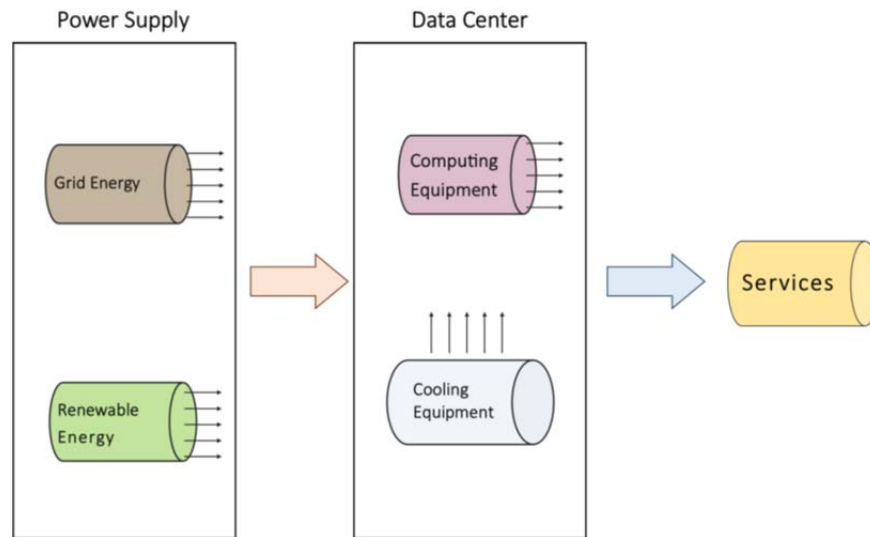 Power Supply
Data Center
Grid Energy
Computing
Equipment
Services
Renewable
Energy
Cooling
Equipment